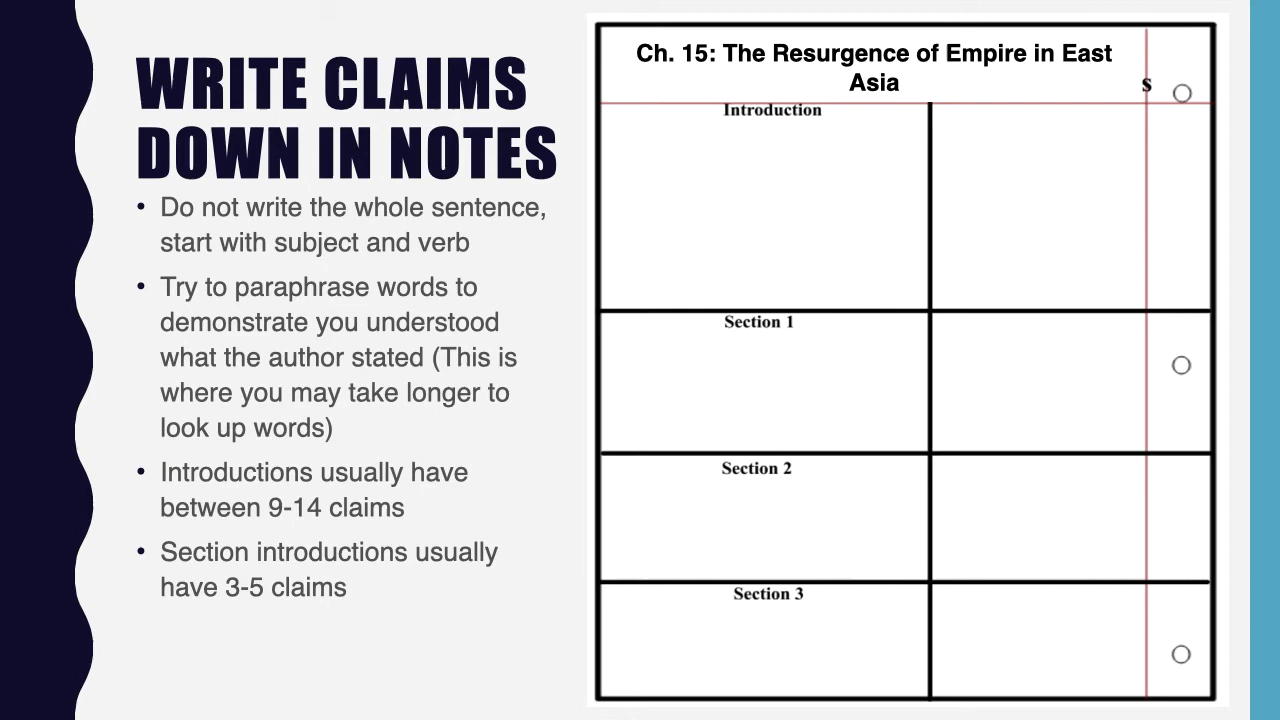 WRITE CLAIMS
DOWN IN NOTES
• Do not write the whole sentence,
start with subject and verb
• Try to paraphrase words to
demonstrate you understood
what the author stated (This is
where you may take longer to
look up words)
• Introductions usually have
between 9-14 claims
• Section introductions usually
have 3-5 claims
Ch. 15: The Resurgence of Empire in East
Asia
s
Introduction
Section 1
Section 2
Section 3